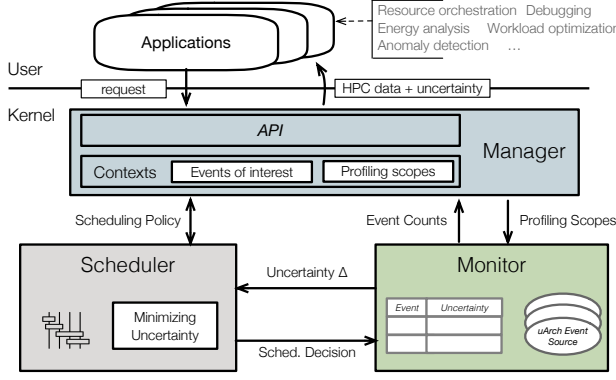 Resource orchestration Debugging
Energy analysis Workload optimization
Anomaly detection ...
Applications
User
request
HPC data + uncertainty
Kernel
API
Manager
Contexts
Events of interest
Profiling scopes
Scheduling Policy
Event Counts
Profiling Scopes
Scheduler
Monitor
Uncertainty Δ
Minimizing
Uncertainty
Event
Uncertainty
uArch Event
Source
Sched. Decision